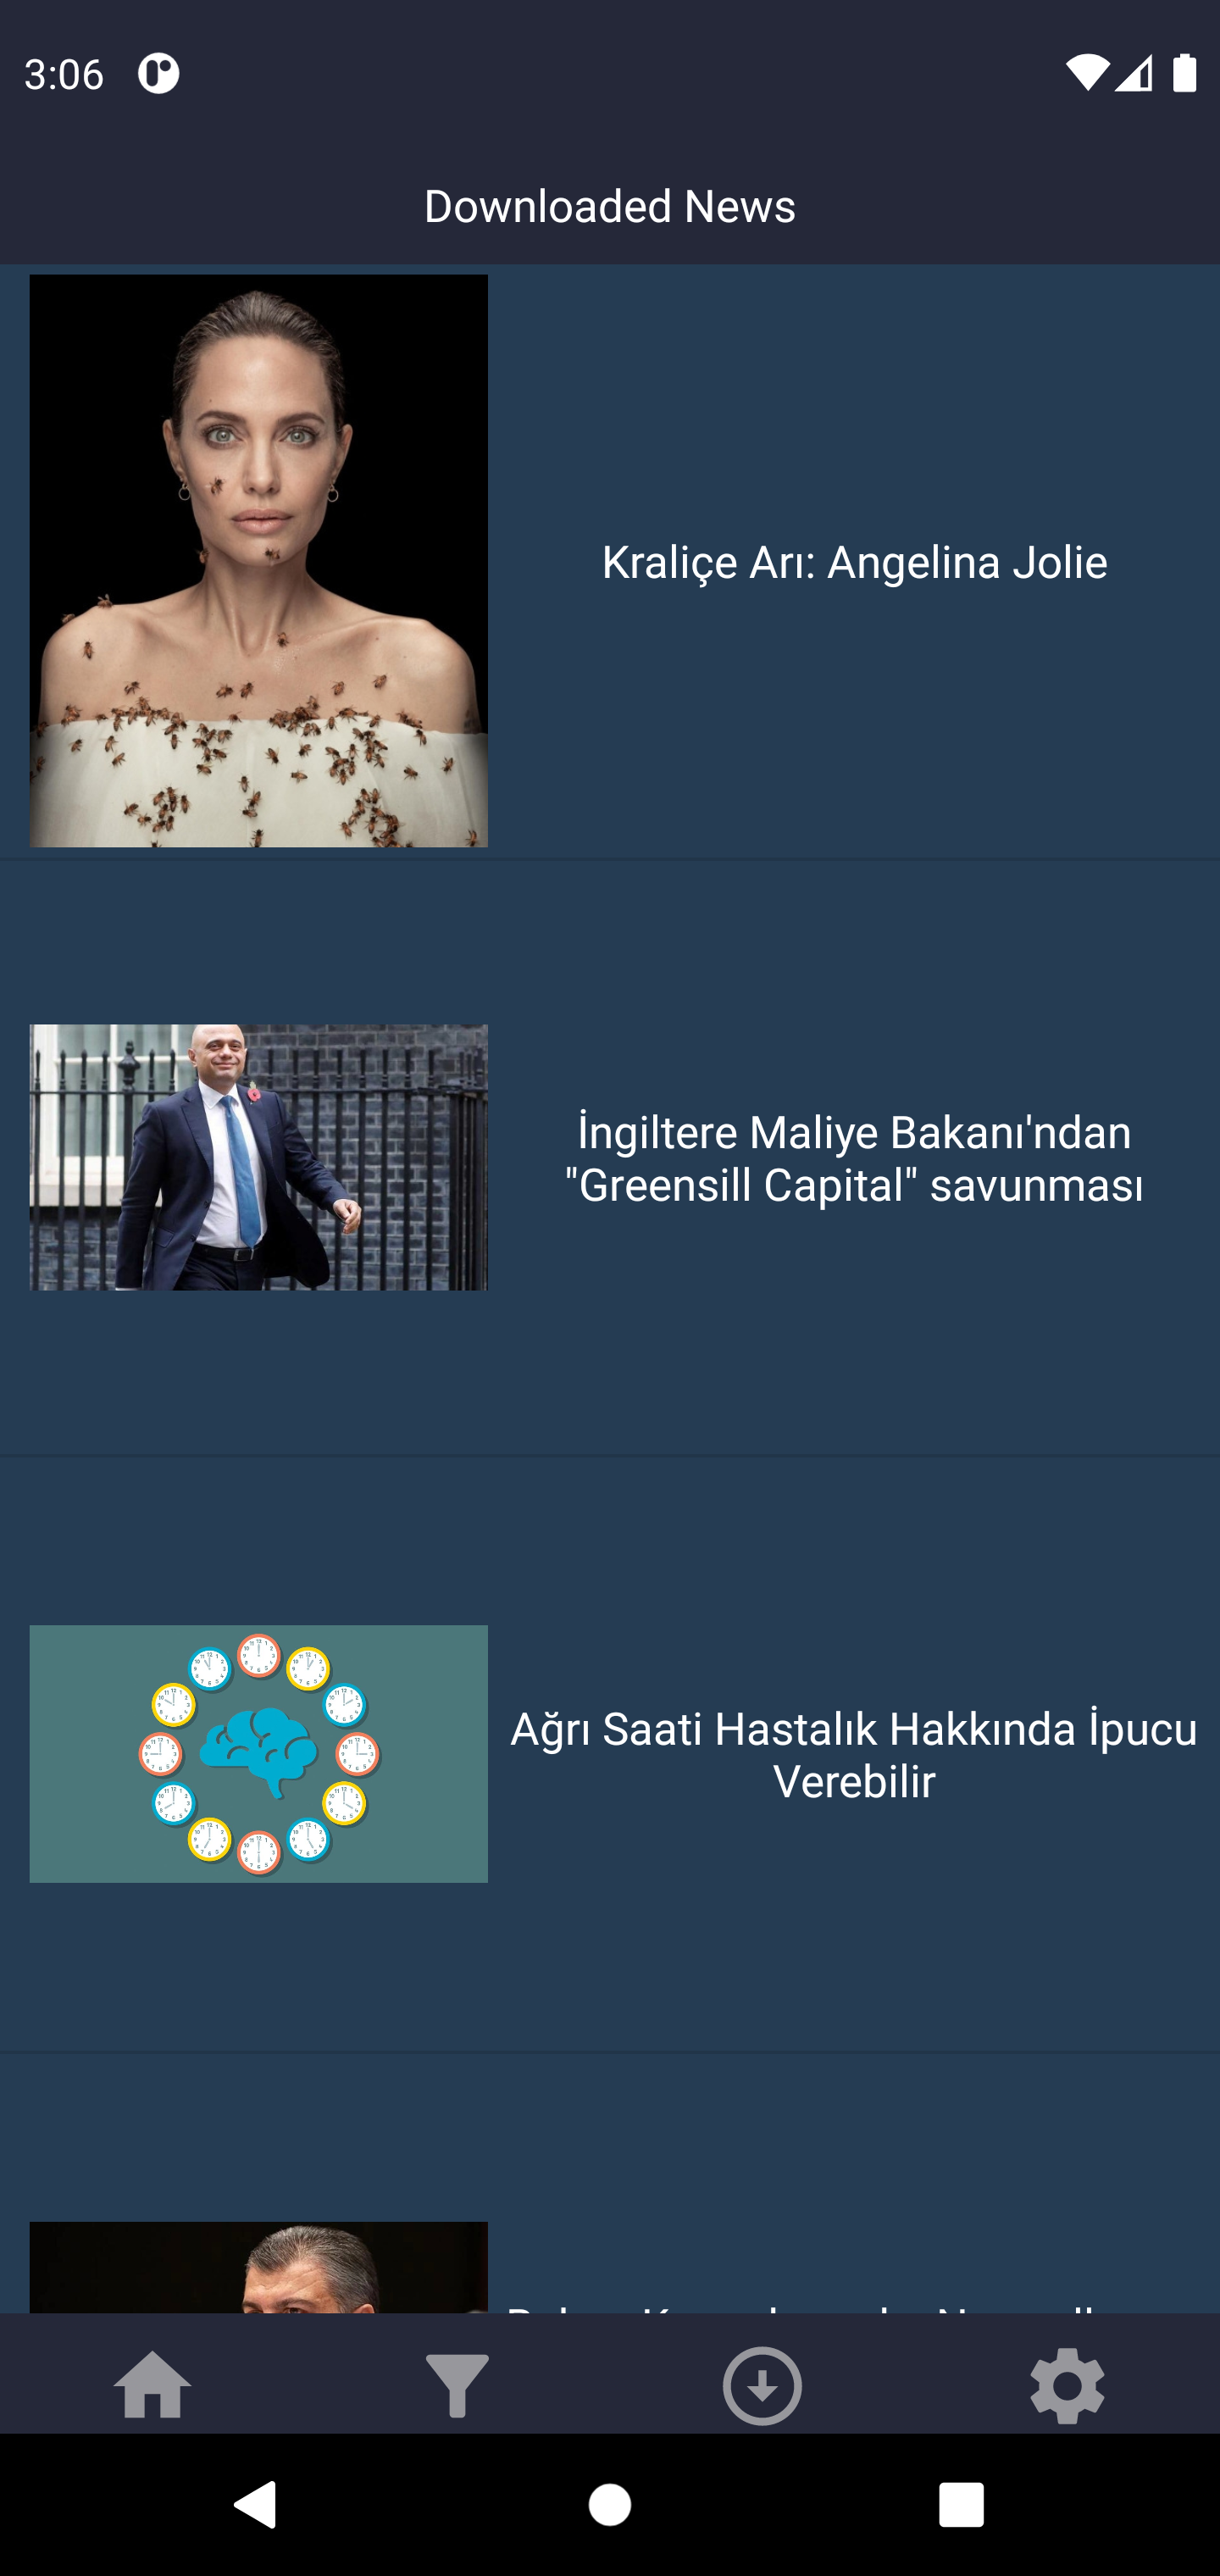 3:06
Downloaded News
Kraliçe Arı: Angelina Jolie
İngiltere Maliye Bakanı'ndan
"Greensill Capital" savunması
Ağrı Saati Hastalık Hakkında İpucu
Verebilir